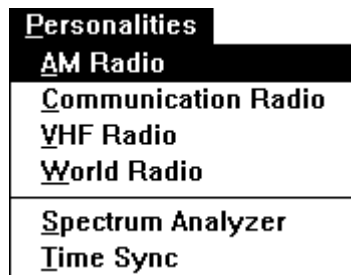 Personalities
AM Radio
Communication Radio
VHF Radio
World Radio
Spectrum Analyzer
Time Sync